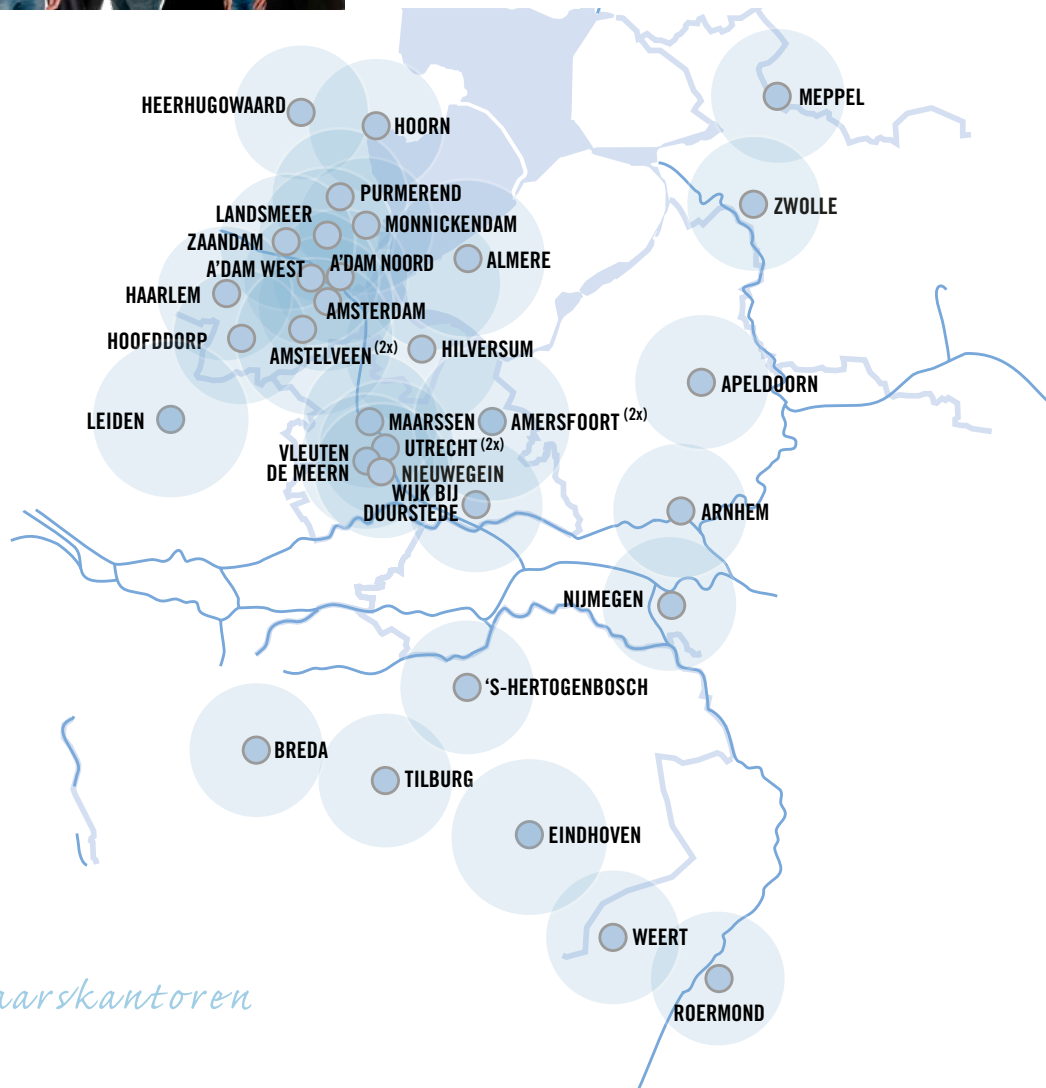 MEPPEL
HEERHUGOWAARD
HOORN
PURMEREND
ZWOLLE
LANDSMEER
MONNICKENDAM
ZAANDAM
ALMERE
A'DAM WEST
A'DAM NOORD
HAARLEM
AMSTERDAM
HOOFDDORP
AMSTELVEEN (2x)
HILVERSUM
APELDOORN
LEIDEN
MAARSSEN
AMERSFOORT (2x)
UTRECHT (2x)
VLEUTEN
DE MEERN
NIEUWEGEIN
WIJK BIJ
DUURSTEDE
ARNHEM
NIJMEGEN
‘S-HERTOGENBOSCH
BREDA
TILBURG
EINDHOVEN
WEERT
aarskantoren
ROERMOND